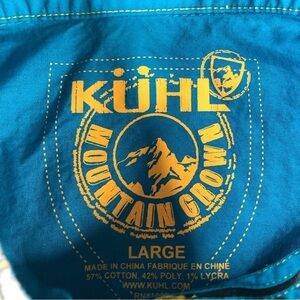 KÜHL
MOUNTAIN GROWN
LARGE
MADE IN CHINA FABRIQUE EN CHINE
57% COTTON, 42% POLY, 1% LYCRA
WWW.KUHL.COM